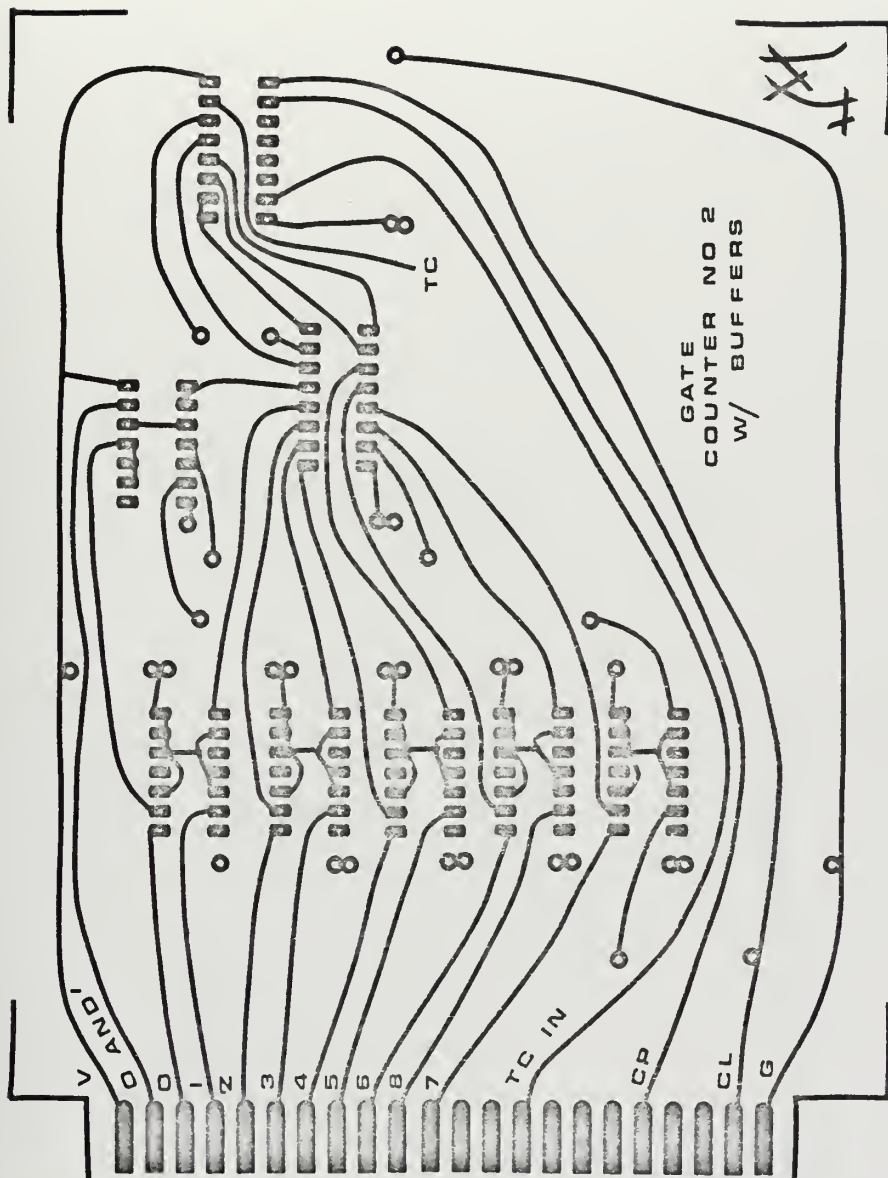 TC
GATE
COUNTER NO 2
W/ BUFFERS
V
D AND'
0
1
2
3
4
5
6
8
7
TC IN
CP
CL
G